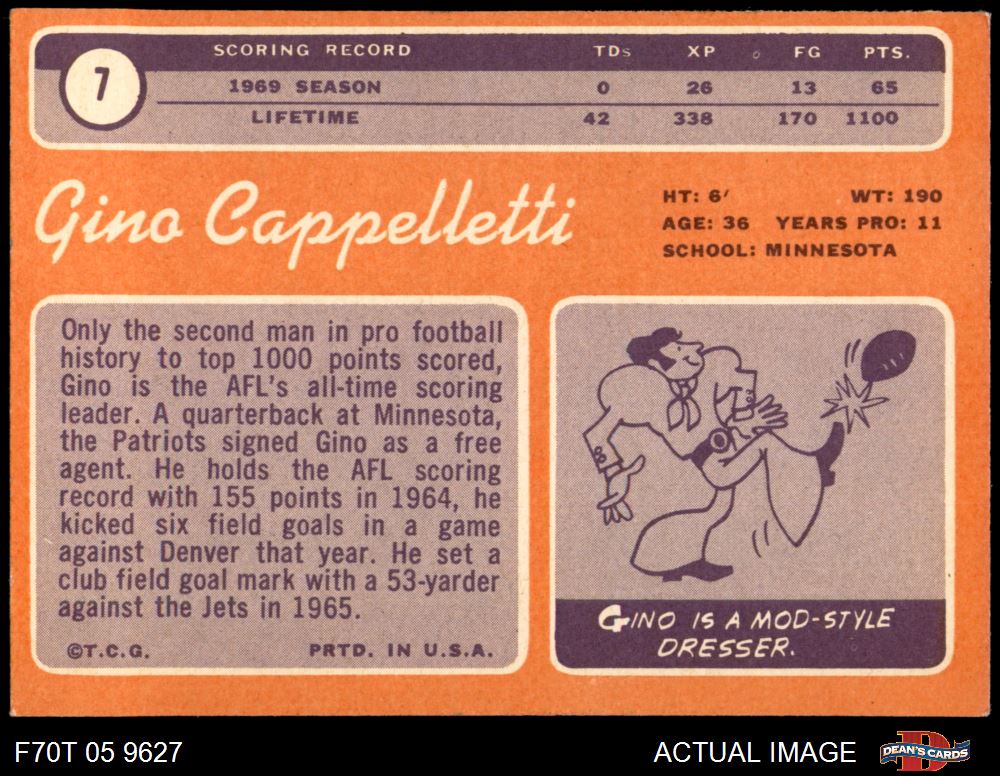 7
SCORING RECORD TDs XP FG PTS.
1969 SEASON 0 26 13 65
LIFETIME 42 338 170 1100
Gino Cappelletti
HT: 6′ WT: 190
AGE: 36 YEARS PRO: 11
SCHOOL: MINNESOTA
Only the second man in pro football
history to top 1000 points scored,
Gino is the AFL's all-time scoring
leader. A quarterback at Minnesota,
the Patriots signed Gino as a free
agent. He holds the AFL scoring
record with 155 points in 1964, he
kicked six field goals in a game
against Denver that year. He set a
club field goal mark with a 53-yarder
against the Jets in 1965.
©T.C.G. PRTD. IN U.S.A.
GINO IS A MOD-STYLE
DRESSER.
F70T 05 9627
ACTUAL IMAGE
D
DEAN'S CARDS